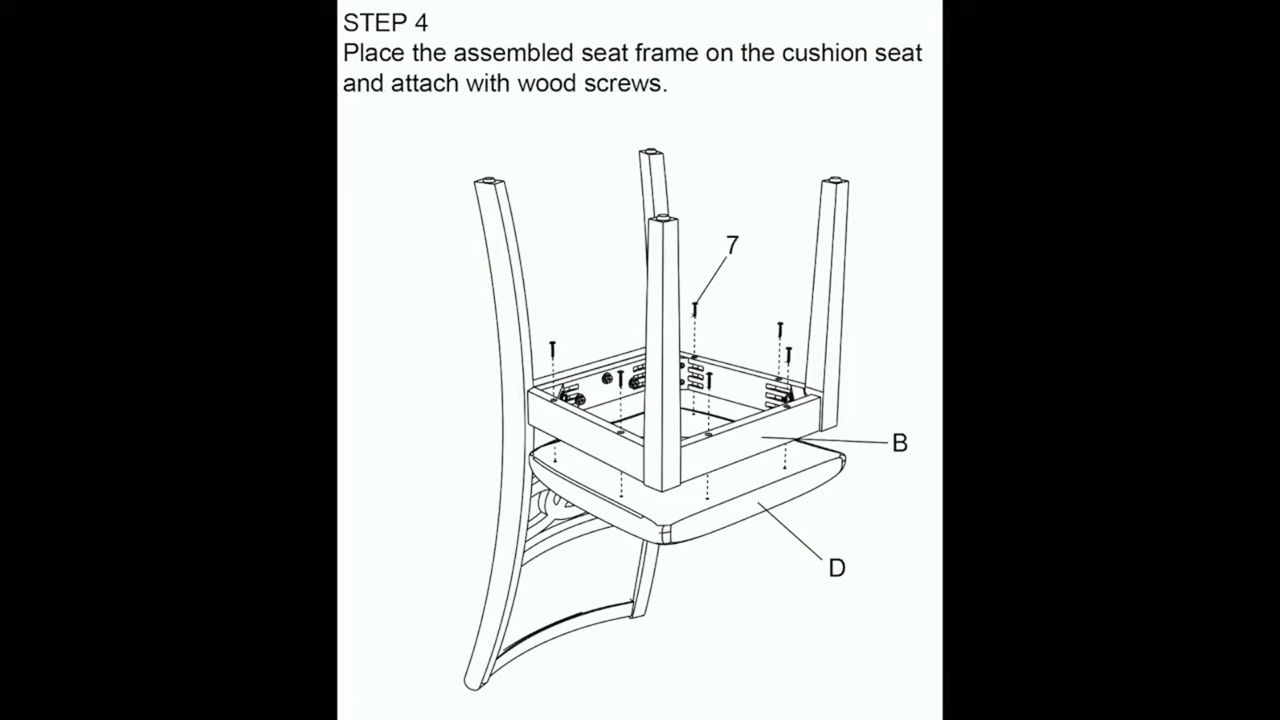 STEP 4
Place the assembled seat frame on the cushion seat
and attach with wood screws.
7
B
D